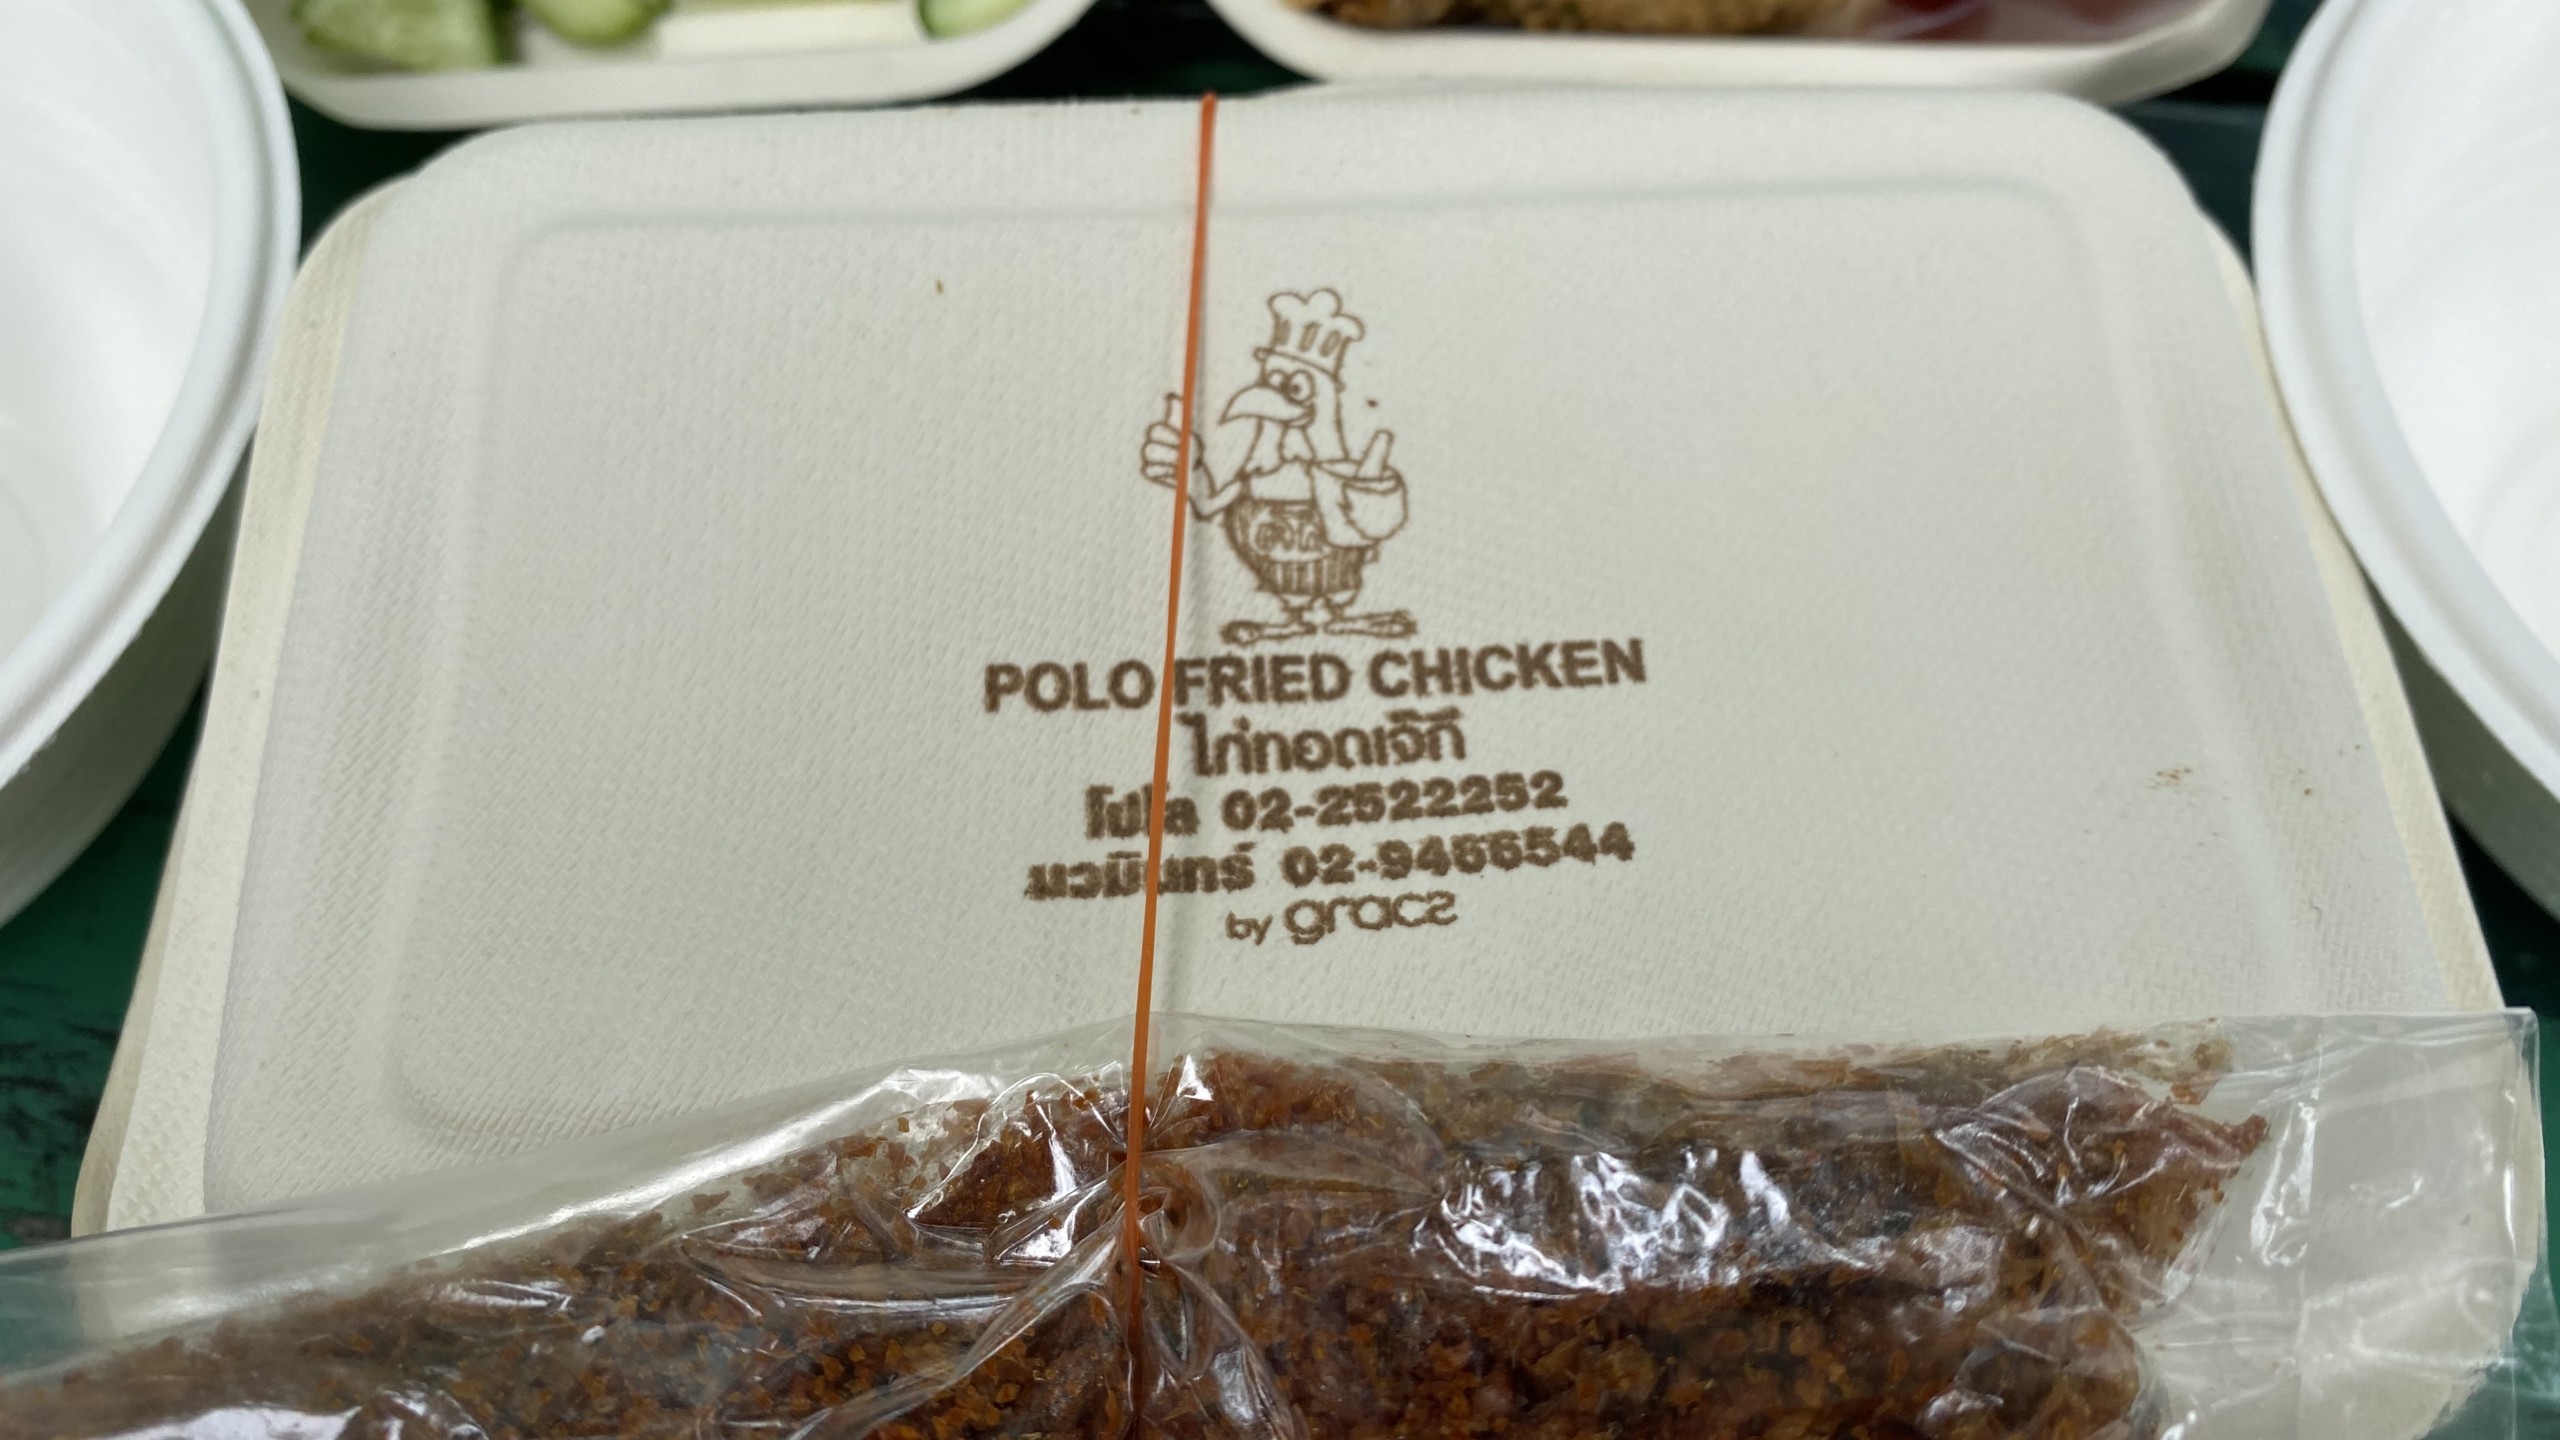 POLO FRIED CHICKEN
ไก่ทอดเจ๊กี
โปโล 02-2522252
นวมินทร์ 02-9466544
by gracz